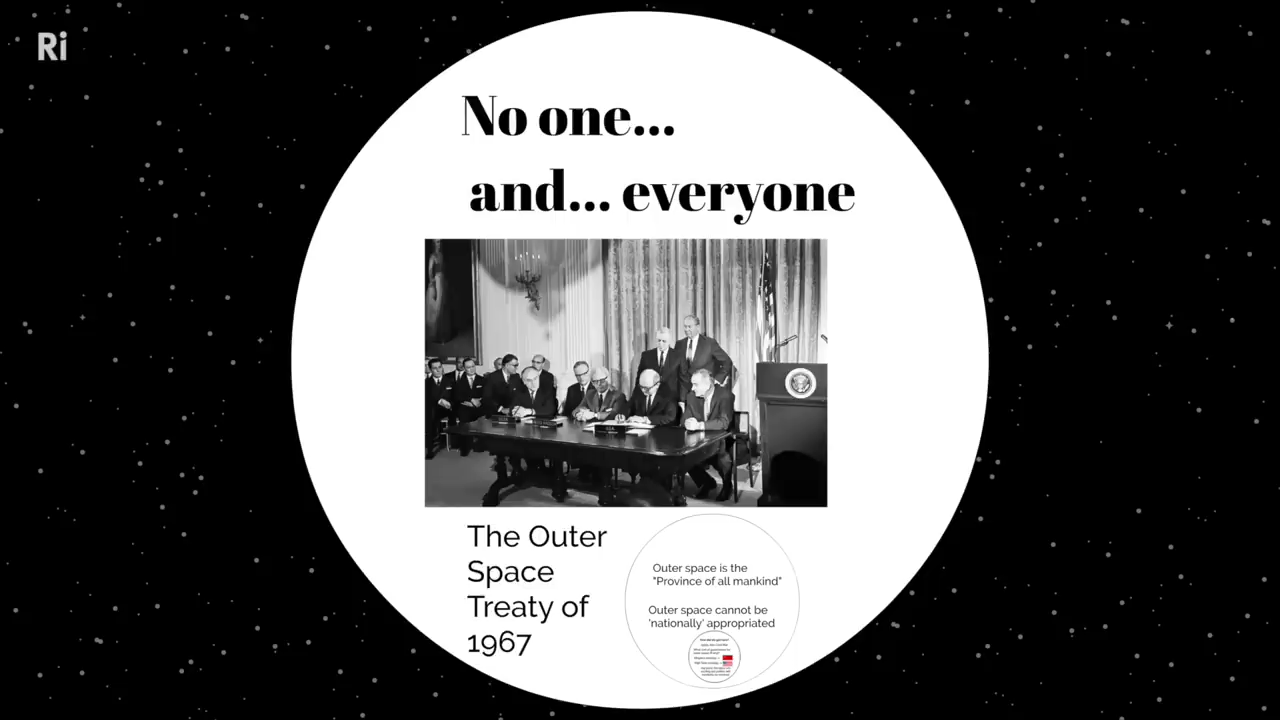 Ri
No one...
and... everyone
The Outer
Space
Treaty of
1967
Outer space is the
"Province of all mankind"
Outer space cannot be
'nationally' appropriated